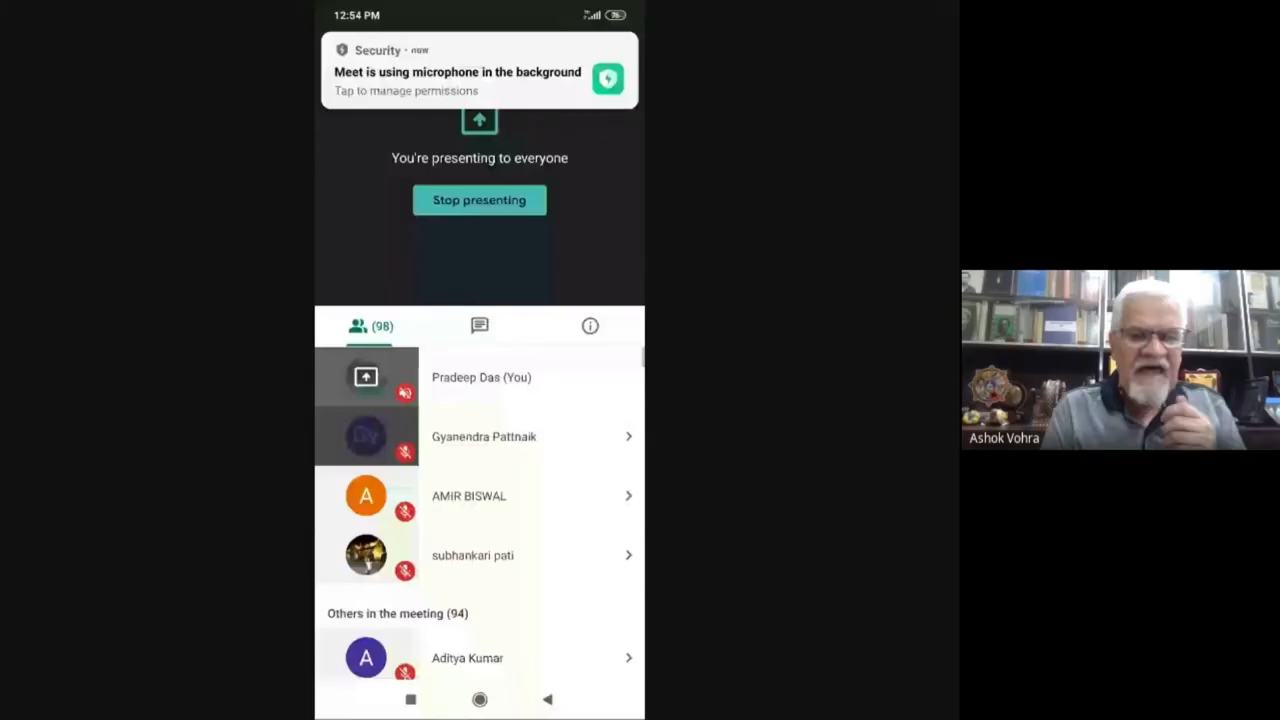 12:54 PM
76
Security • now
Meet is using microphone in the background
Tap to manage permissions
You're presenting to everyone
Stop presenting
(98)
Pradeep Das (You)
Gyanendra Pattnaik
A
AMIR BISWAL
subhankari pati
Others in the meeting (94)
A
Aditya Kumar
Ashok Vohra